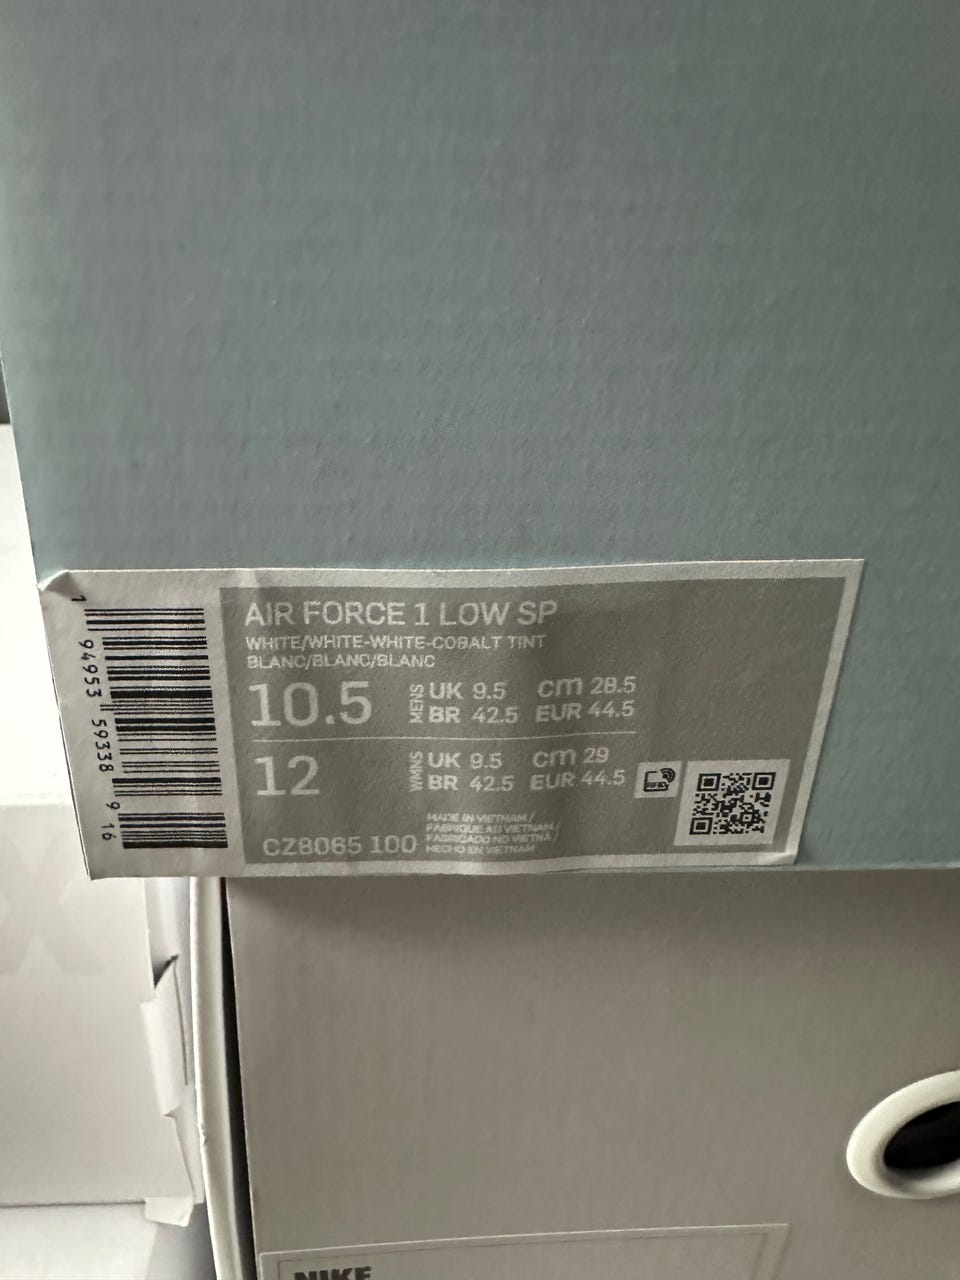 AIR FORCE 1 LOW SP
WHITE/WHITE-WHITE-COBALT TINT
BLANC/BLANC/BLANC
10.5 MENS UK 9.5 cm 28.5
BR 42.5 EUR 44.5
12 WMNS UK 9.5 cm 29
BR 42.5 EUR 44.5
CZ8065 100
MADE IN VIETNAM /
FABRIQUE AU VIETNAM /
FABRICADO NO VIETNA /
HECHO EN VIETNAM
1 94953 59338 9 16
NIKE